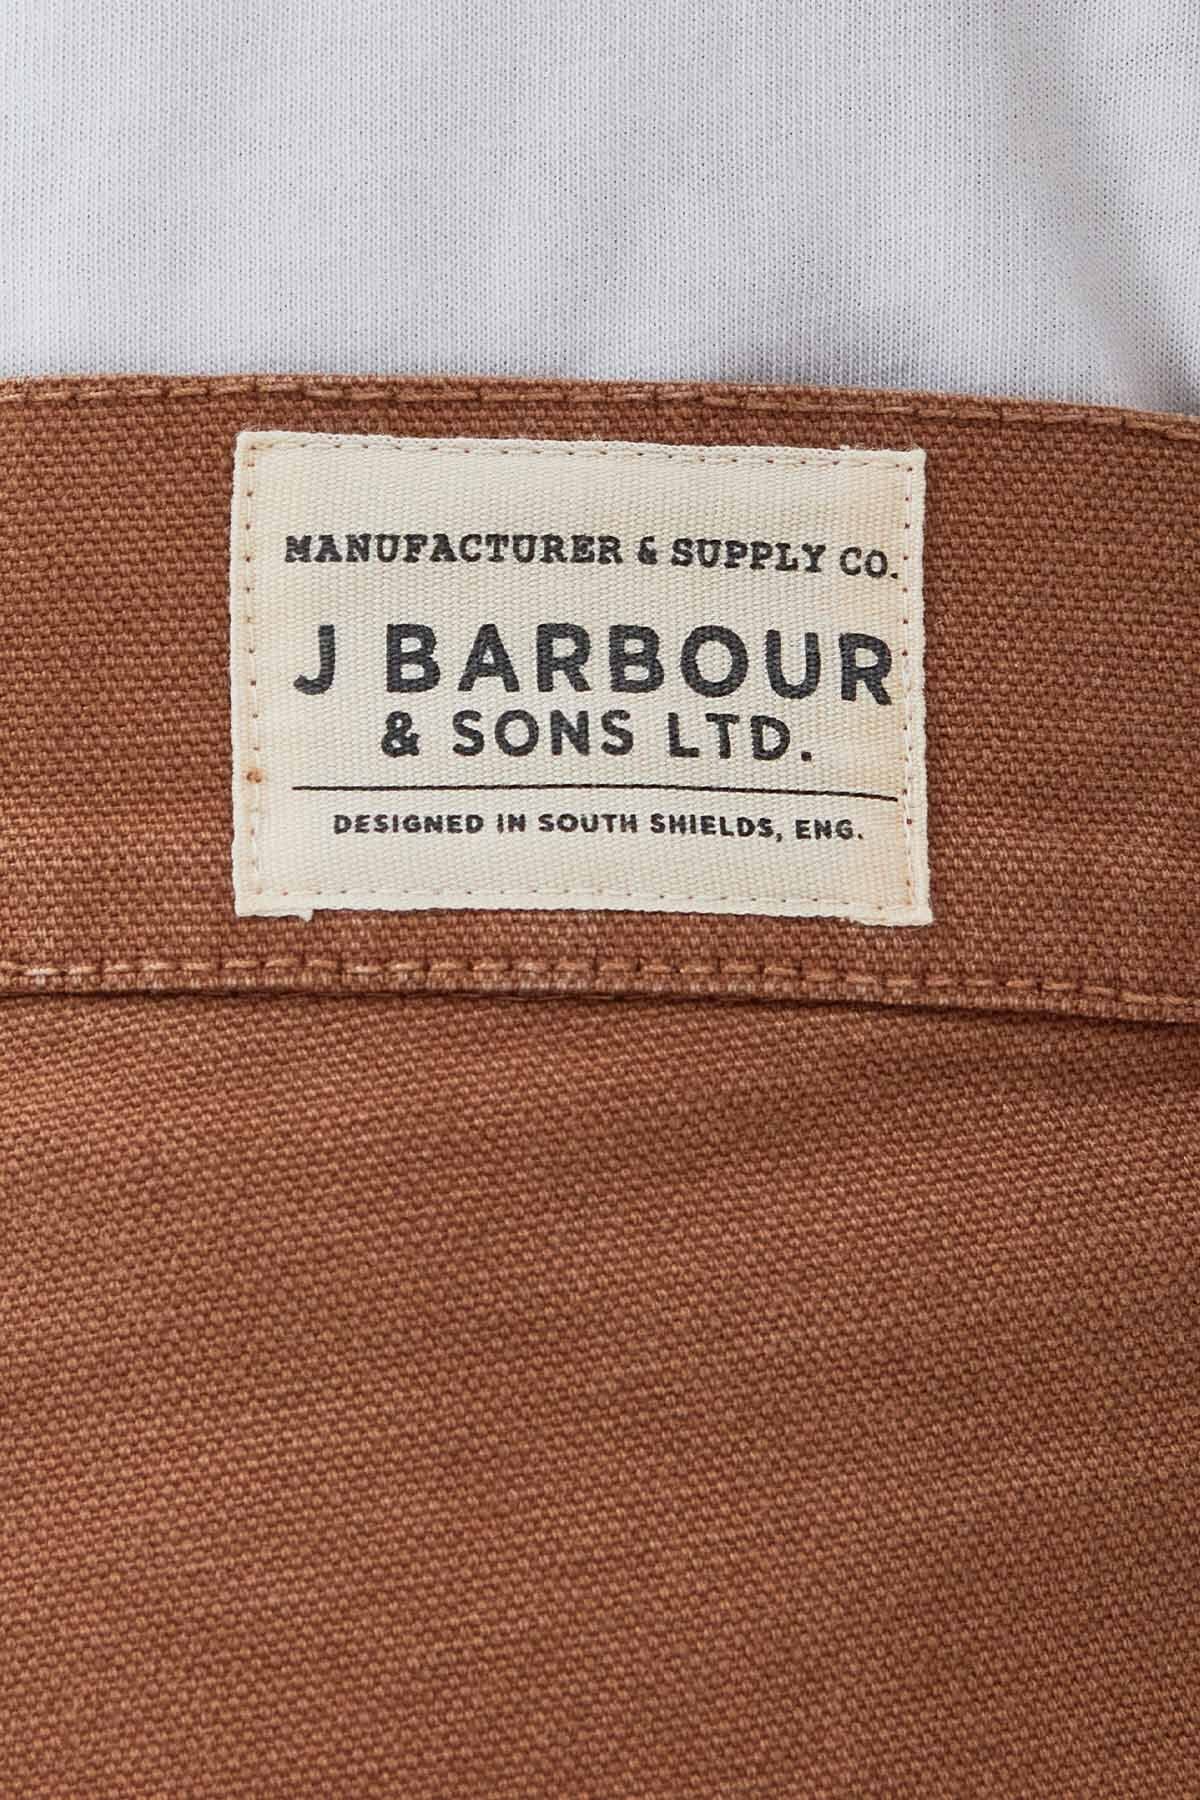 MANUFACTURER & SUPPLY CO.
J BARBOUR
& SONS LTD.
DESIGNED IN SOUTH SHIELDS, ENG.